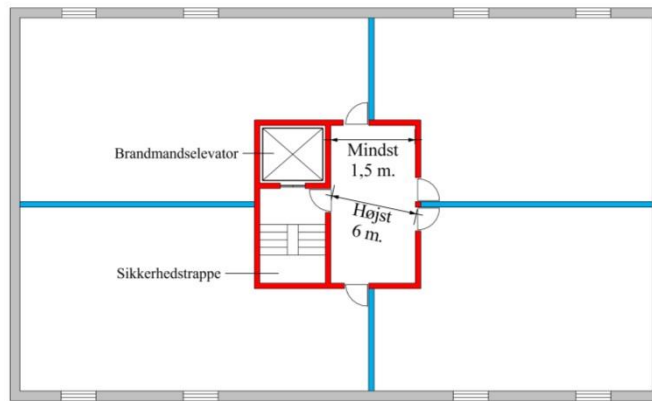 Brandmandselevator
Mindst
1,5 m.
Højst
6 m.
Sikkerhedstrappe